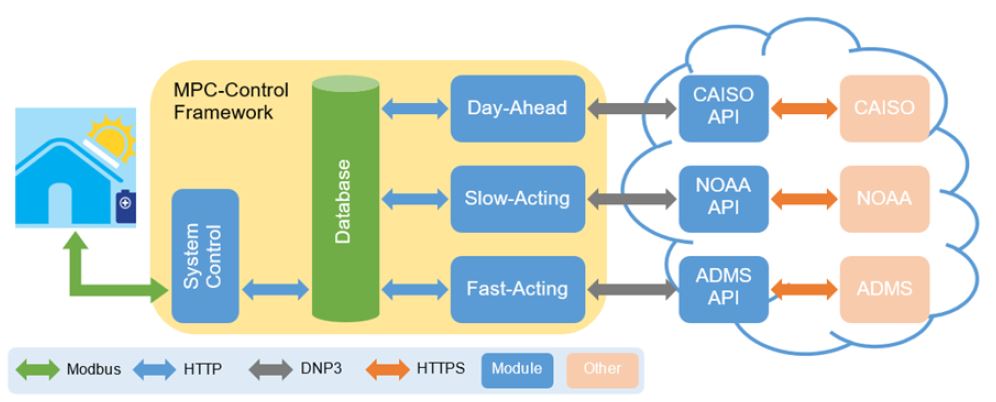 MPC-Control
Framework
Day-Ahead
CAISO
API
CAISO
System
Control
Database
Slow-Acting
NOAA
API
NOAA
Fast-Acting
ADMS
API
ADMS
Modbus
HTTP
DNP3
HTTPS
Module
Other